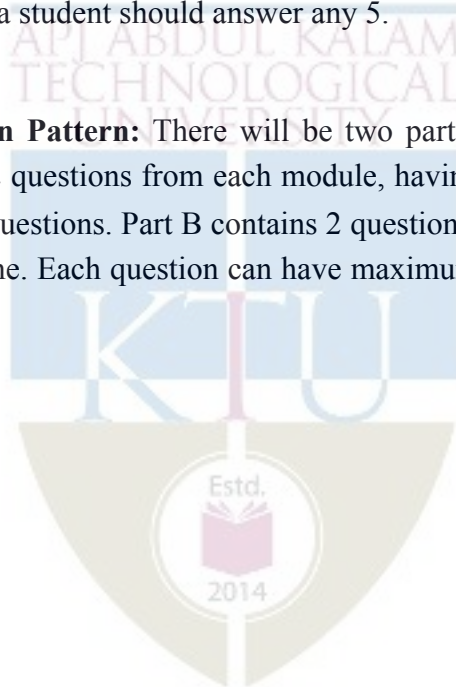 a student should answer any 5.
APJ ABDUL KALAM
TECHNOLOGICAL
UNIVERSITY
n Pattern: There will be two part
questions from each module, havin
uestions. Part B contains 2 question
ne. Each question can have maximu
KTU
Estd.
2014